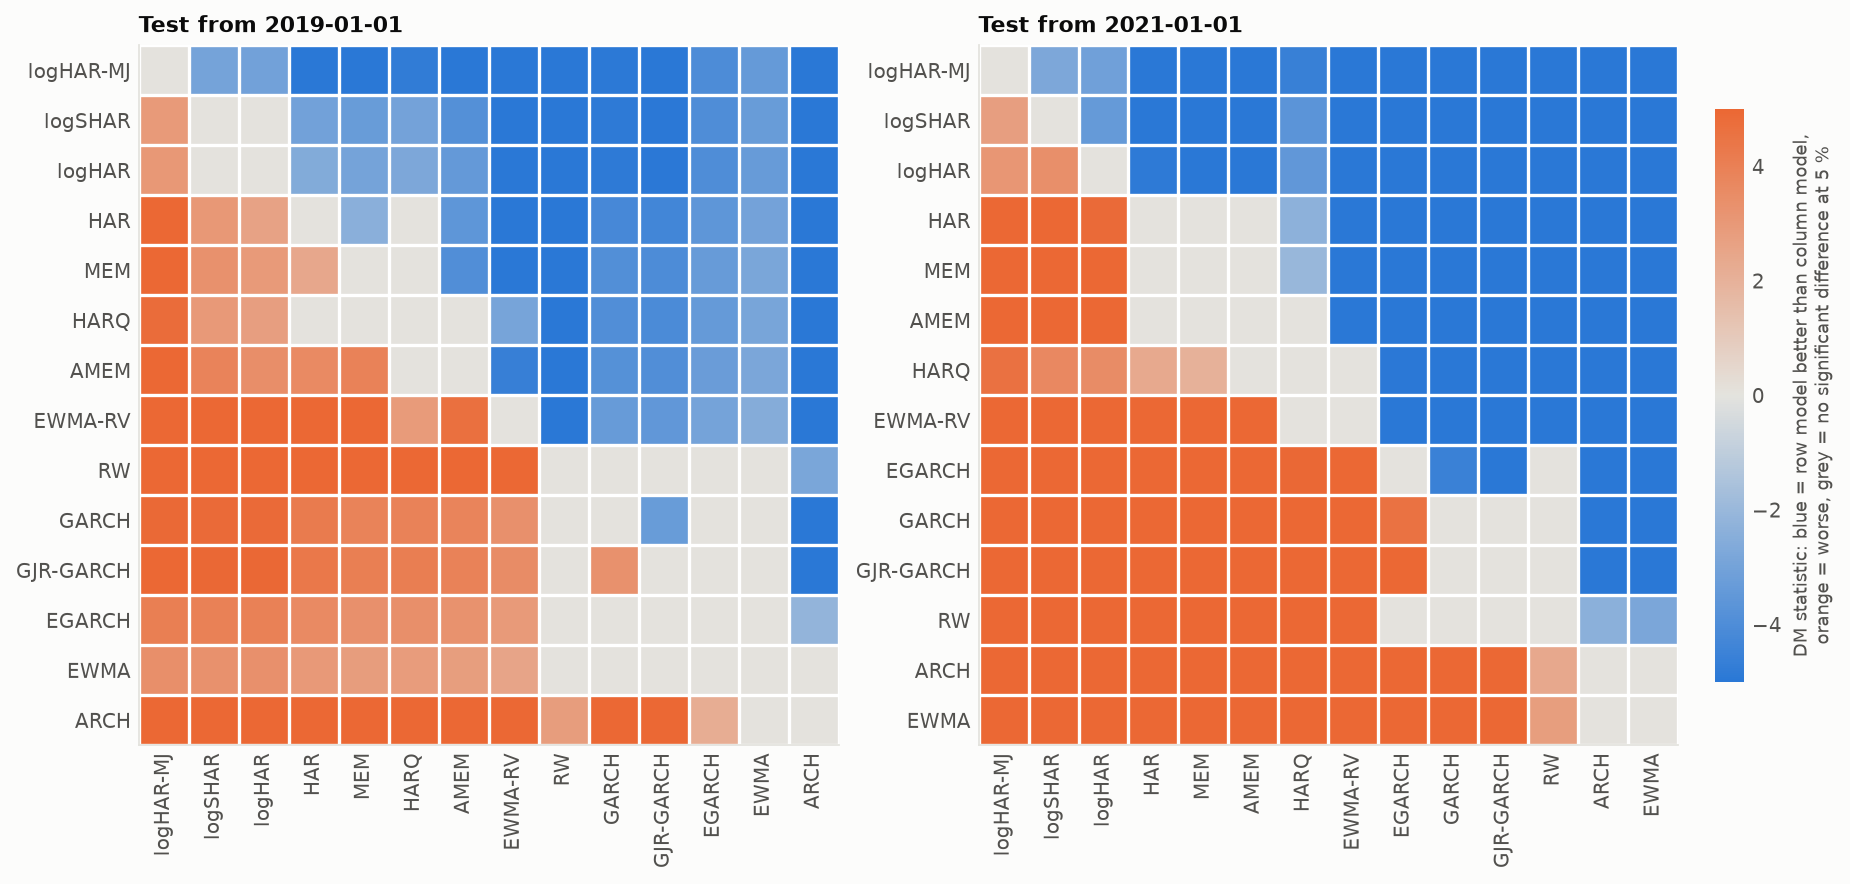 Test from 2019-01-01
logHAR-MJ
logSHAR
logHAR
HAR
MEM
HARQ
AMEM
EWMA-RV
RW
GARCH
GJR-GARCH
EGARCH
EWMA
ARCH
logHAR-MJ
logSHAR
logHAR
HAR
MEM
HARQ
AMEM
EWMA-RV
RW
GARCH
GJR-GARCH
EGARCH
EWMA
ARCH
Test from 2021-01-01
logHAR-MJ
logSHAR
logHAR
HAR
MEM
AMEM
HARQ
EWMA-RV
EGARCH
GARCH
GJR-GARCH
RW
ARCH
EWMA
logHAR-MJ
logSHAR
logHAR
HAR
MEM
AMEM
HARQ
EWMA-RV
EGARCH
GARCH
GJR-GARCH
RW
ARCH
EWMA
4
2
0
−2
−4
DM statistic: blue = row model better than column model,
orange = worse, grey = no significant difference at 5 %